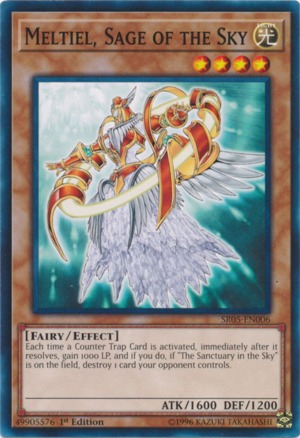 MELTIEL, SAGE OF THE SKY
光
SR05-EN006
[FAIRY/EFFECT]
Each time a Counter Trap Card is activated, immediately after it
resolves, gain 1000 LP, and if you do, if "The Sanctuary in the Sky"
is on the field, destroy 1 card your opponent controls.
ATK/1600 DEF/1200
49905576 1st Edition ©1996 KAZUKI TAKAHASHI